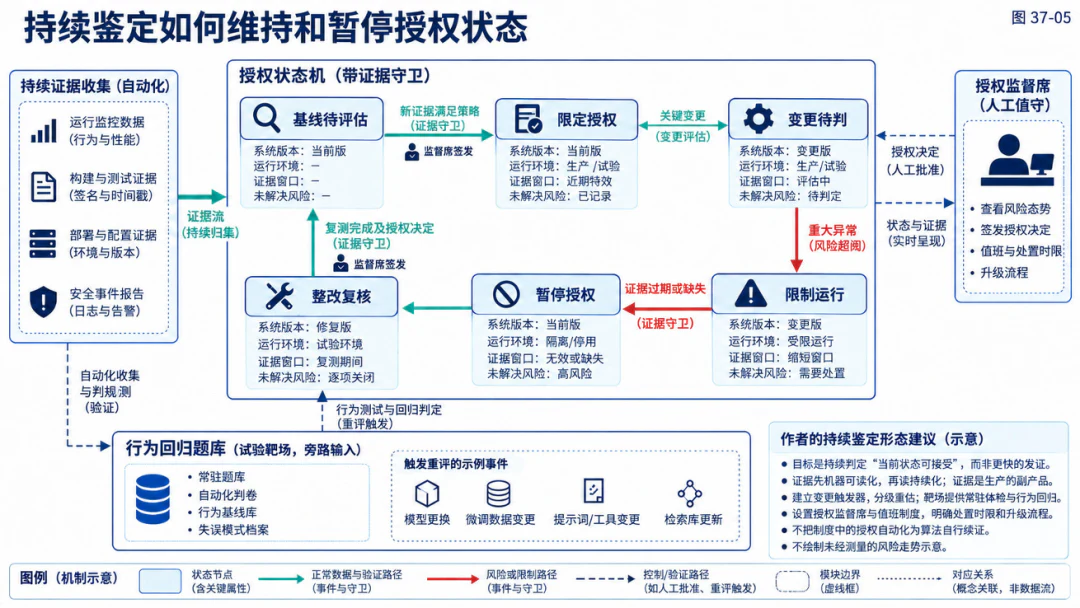 持续鉴定如何维持和暂停授权状态
图 37-05
持续证据收集 (自动化)
运行监控数据
(行为与性能)
构建与测试证据
(签名与时间戳)
部署与配置证据
(环境与版本)
安全事件报告
(日志与告警)
证据流
(持续归集)
授权状态机（带证据守卫）
基线待评估
系统版本：当前版
运行环境：–
证据窗口：–
未解决风险：–
新证据满足策略
(证据守卫)
监督席签发
限定授权
系统版本：当前版
运行环境：生产 / 试验
证据窗口：近期特效
未解决风险：已记录
关键变更
(变更评估)
变更待判
系统版本：变更版
运行环境：生产/试验
证据窗口：评估中
未解决风险：待判定
复测完成及授权决定
(证据守卫)
监督席签发
重大异常
(风险超阈)
整改复核
系统版本：修复版
运行环境：试验环境
证据窗口：复测期间
未解决风险：逐项关闭
暂停授权
系统版本：当前版
运行环境：隔离/停用
证据窗口：无效或缺失
未解决风险：高风险
证据过期或缺失
(证据守卫)
限制运行
系统版本：变更版
运行环境：受限运行
证据窗口：缩短窗口
未解决风险：需要处置
授权决定
(人工批准)
状态与证据
(实时呈现)
授权监督席
(人工值守)
• 查看风险态势
• 签发授权决定
• 值班与处置时限
• 升级流程
自动化收集
与判规测
(验证)
行为测试与回归判定
(重评触发)
行为回归题库 (试验靶场，旁路输入)
• 常驻题库
• 自动化判卷
• 行为基线库
• 失误模式档案
触发重评的示例事件
模型更换
微调数据变更
提示词/工具变更
检索库更新
作者的持续鉴定形态建议（示意）
• 目标是持续判定“当前状态可接受”，而非更快的发证。
• 证据先机器可读化，再读持续化；证据是生产的副产品。
• 建立变更触发器，分级重估；靶场提供常驻体检与行为回归。
• 设置授权监督席与值班制度，明确处置时限和升级流程。
• 不把制度中的授权自动化为算法自行续证。
• 不绘制未经测量的风险走势示意。
图例（机制示意）
状态节点
(含关键属性)
正常数据与验证路径
(事件与守卫)
风险或限制路径
(事件与守卫)
控制/验证路径
(如人工批准、重评触发)
模块边界
(虚线框)
对应关系
(概念关联，非数据流)